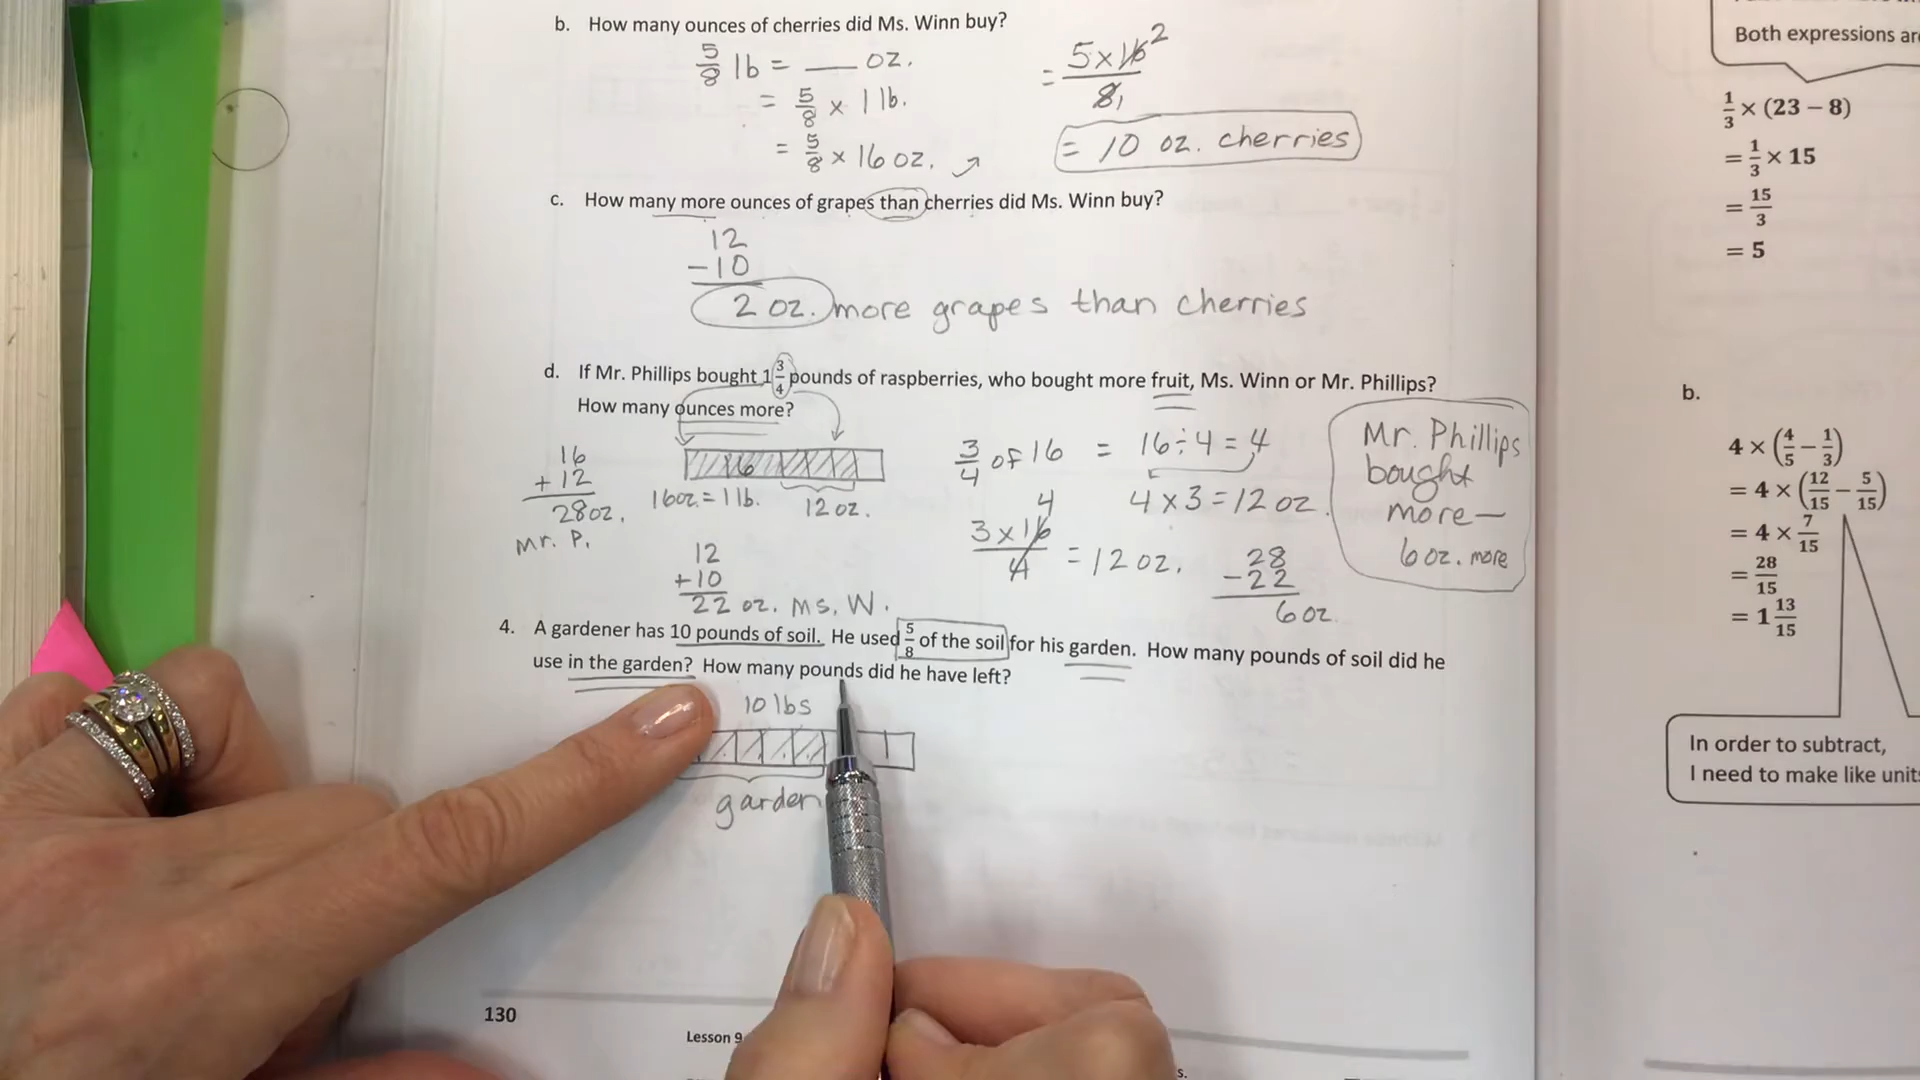 b. How many ounces of cherries did Ms. Winn buy?
5/8 lb = ___ oz.
= 5/8 × 1 lb.
= 5/8 × 16 oz.
= 5 × 16 2 / 8 1
= 10 oz. cherries
c. How many more ounces of grapes than cherries did Ms. Winn buy?
12
-10
2 oz. more grapes than cherries
d. If Mr. Phillips bought 1 3/4 pounds of raspberries, who bought more fruit, Ms. Winn or Mr. Phillips?
How many ounces more?
16
+ 12
28oz.
Mr. P.
16
16oz. = 1 lb.
12 oz.
12
+10
22 oz. Ms. W.
3/4 of 16 = 16 ÷ 4 = 4
4 × 3 = 12 oz.
4
3 × 16 / 4 = 12 oz.
28
-22
6 oz.
Mr. Phillips
bought
more—
6 oz. more
4. A gardener has 10 pounds of soil. He used 5/8 of the soil for his garden. How many pounds of soil did he
use in the garden? How many pounds did he have left?
10 lbs
garden
130
Lesson 9
s.
Both expressions
1/3 × (23 – 8)
= 1/3 × 15
= 15/3
= 5
b.
4 × (4/5 – 1/3)
= 4 × (12/15 – 5/15)
= 4 × 7/15
= 28/15
= 1 13/15
In order to subtract,
I need to make like